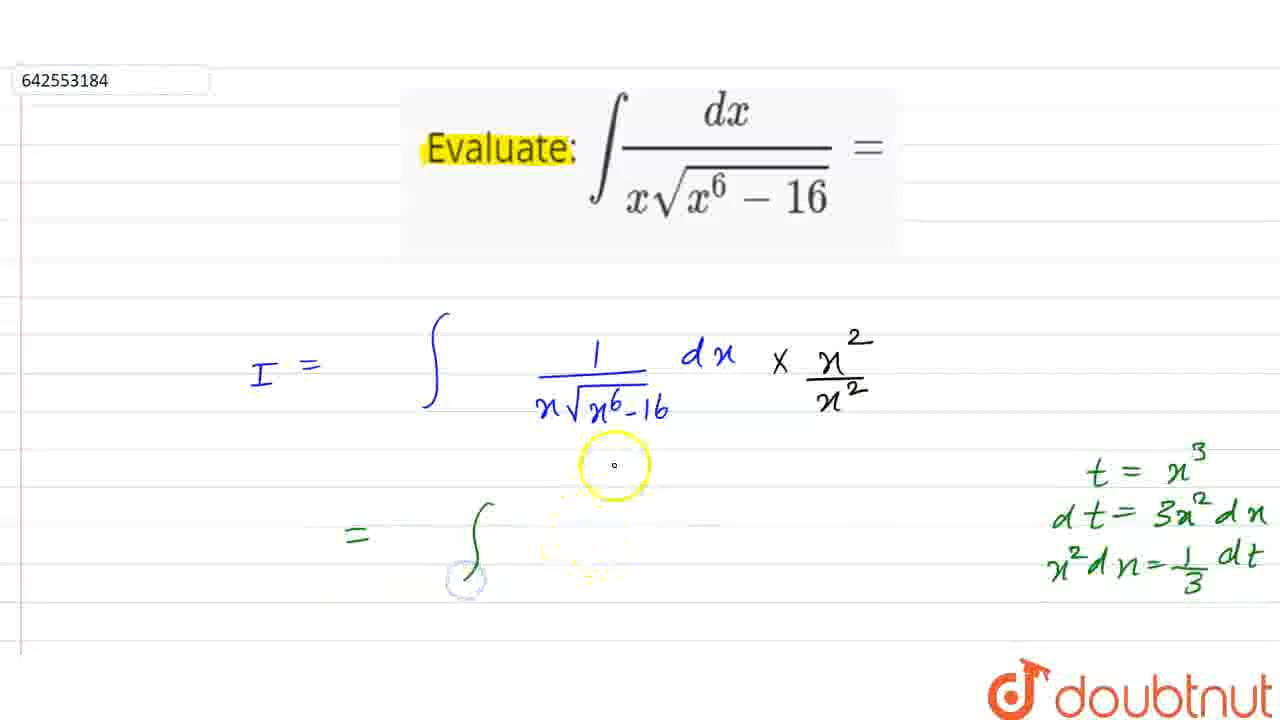 642553184
Evaluate: ∫ dx / x√(x⁶ − 16) =
I = ∫ 1 / x√(x⁶ - 16) dx × x² / x²
t = x³
= ∫
dt = 3x² dx
x² dx = 1/3 dt
doubtnut